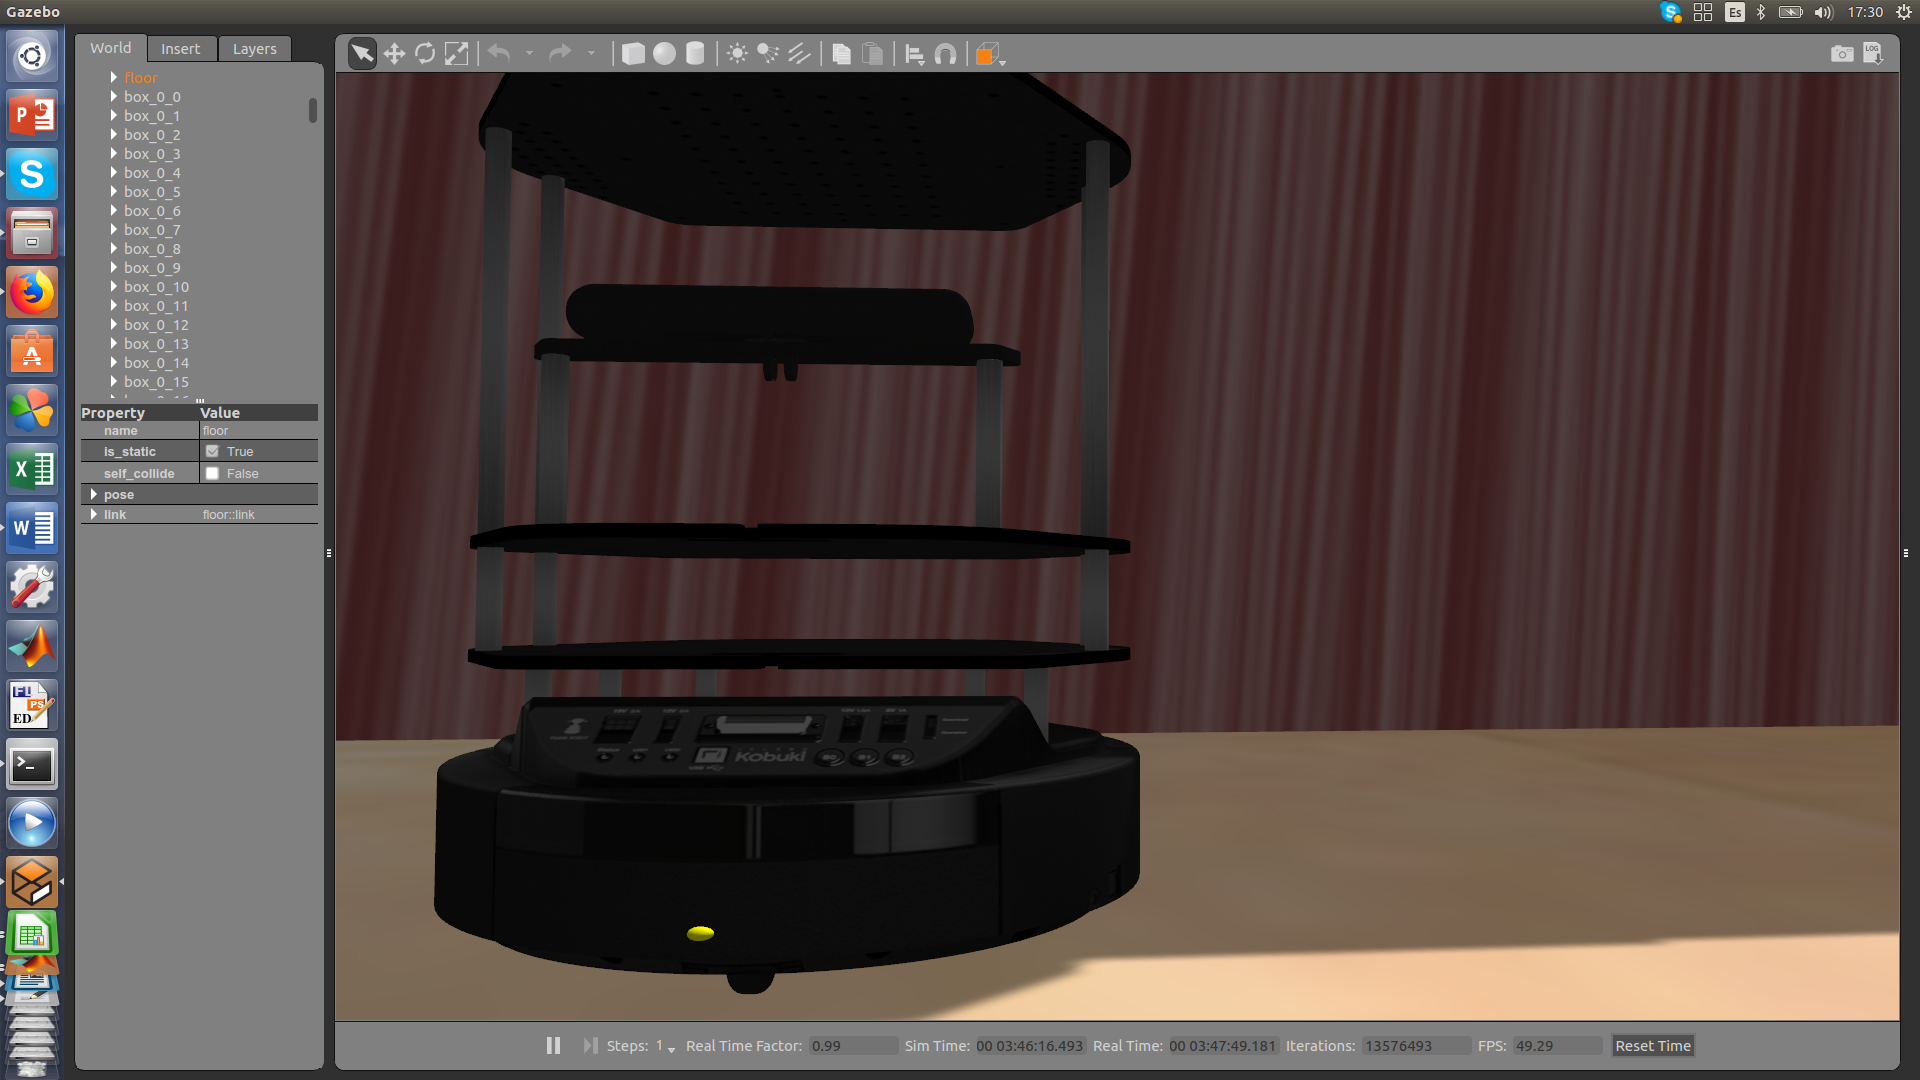 Gazebo
Es
17:30
World
Insert
Layers
LOG
floor
box_0_0
box_0_1
box_0_2
box_0_3
box_0_4
box_0_5
box_0_6
box_0_7
box_0_8
box_0_9
box_0_10
box_0_11
box_0_12
box_0_13
box_0_14
box_0_15
Property Value
name floor
is_static True
self_collide False
pose
link floor::link
Kobuki
Steps: 1
Real Time Factor: 0.99
Sim Time: 00 03:46:16.493
Real Time: 00 03:47:49.181
Iterations: 13576493
FPS: 49.29
Reset Time